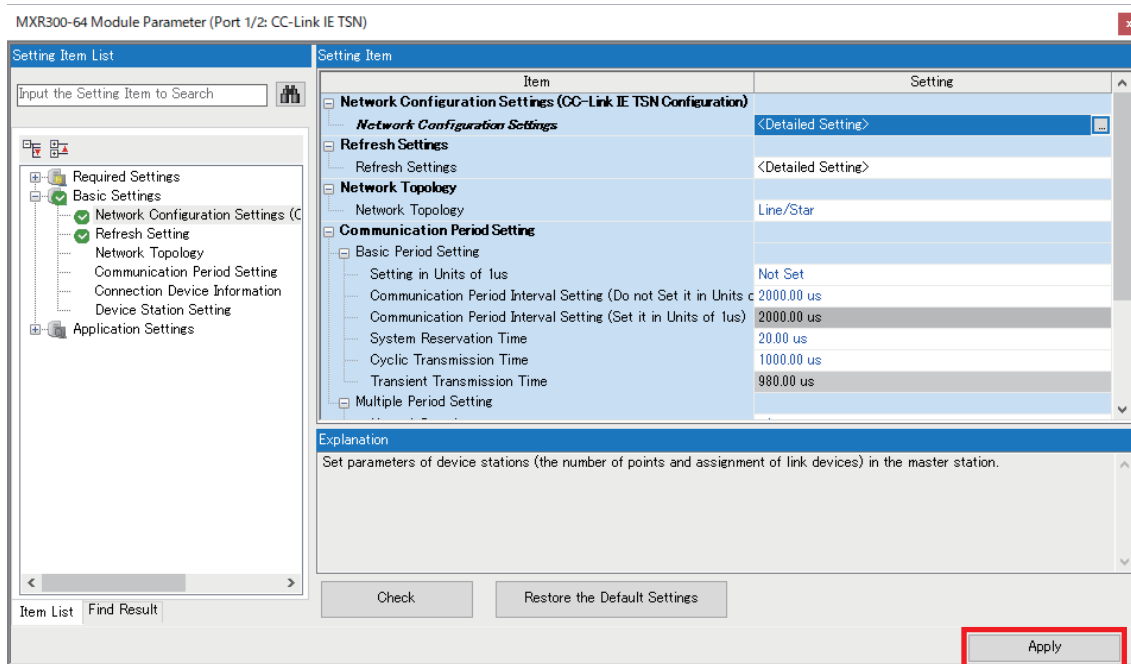 MXR300-64 Module Parameter (Port 1/2: CC-Link IE TSN)
x
Setting Item List
Input the Setting Item to Search
Required Settings
Basic Settings
Network Configuration Settings (C
Refresh Setting
Network Topology
Communication Period Setting
Connection Device Information
Device Station Setting
Application Settings
Item List Find Result
Setting Item
Item Setting
Network Configuration Settings (CC-Link IE TSN Configuration)
Network Configuration Settings <Detailed Setting> ...
Refresh Settings
Refresh Settings <Detailed Setting>
Network Topology
Network Topology Line/Star
Communication Period Setting
Basic Period Setting
Setting in Units of 1us Not Set
Communication Period Interval Setting (Do not Set it in Units c 2000.00 us
Communication Period Interval Setting (Set it in Units of 1us) 2000.00 us
System Reservation Time 20.00 us
Cyclic Transmission Time 1000.00 us
Transient Transmission Time 980.00 us
Multiple Period Setting
Explanation
Set parameters of device stations (the number of points and assignment of link devices) in the master station.
Check Restore the Default Settings
Apply